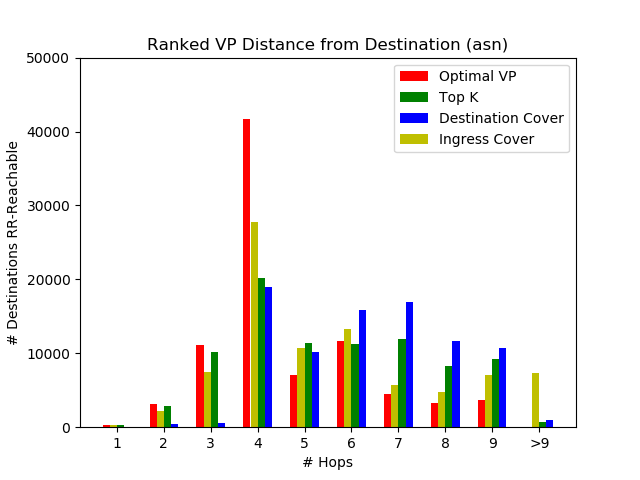 Ranked VP Distance from Destination (asn)
# Destinations RR-Reachable
50000
40000
30000
20000
10000
0
Optimal VP
Top K
Destination Cover
Ingress Cover
1 2 3 4 5 6 7 8 9 >9
# Hops